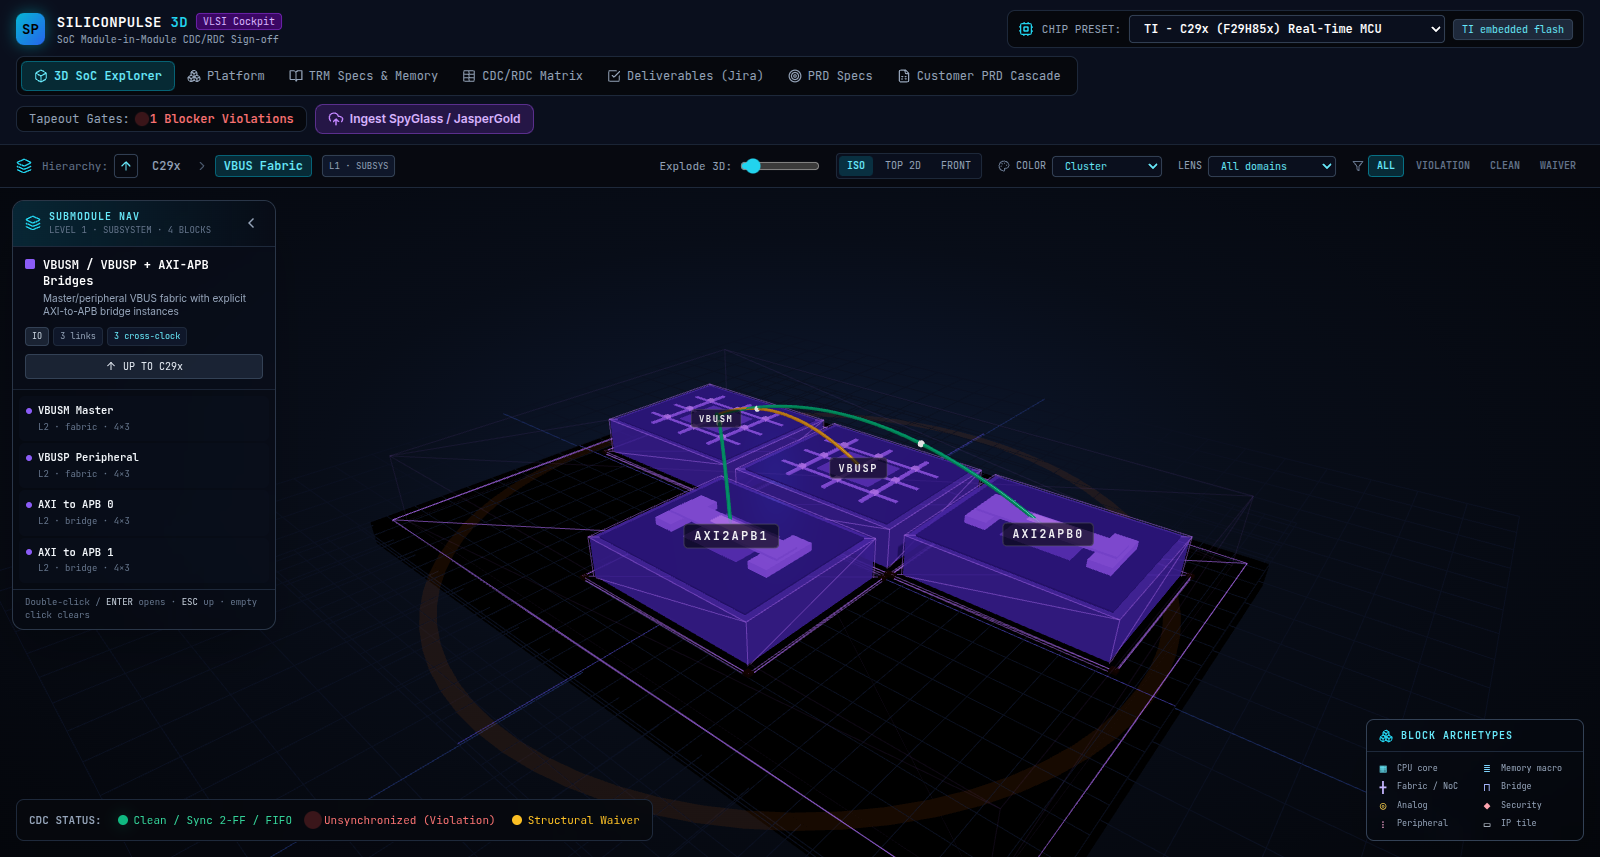 SP
SILICONPULSE 3D
VLSI Cockpit
SoC Module-in-Module CDC/RDC Sign-off
CHIP PRESET:
TI - C29x (F29H85x) Real-Time MCU
TI embedded flash
3D SoC Explorer
Platform
TRM Specs & Memory
CDC/RDC Matrix
Deliverables (Jira)
PRD Specs
Customer PRD Cascade
Tapeout Gates: 1 Blocker Violations
Ingest SpyGlass / JasperGold
Hierarchy:
C29x
VBUS Fabric
L1 · SUBSYS
Explode 3D:
ISO
TOP 2D
FRONT
COLOR
Cluster
LENS
All domains
ALL
VIOLATION
CLEAN
WAIVER
SUBMODULE NAV
LEVEL 1 · SUBSYSTEM · 4 BLOCKS
VBUSM / VBUSP + AXI-APB
Bridges
Master/peripheral VBUS fabric with explicit
AXI-to-APB bridge instances
IO
3 links
3 cross-clock
UP TO C29x
VBUSM Master
L2 · fabric · 4×3
VBUSP Peripheral
L2 · fabric · 4×3
AXI to APB 0
L2 · bridge · 4×3
AXI to APB 1
L2 · bridge · 4×3
Double-click / ENTER opens · ESC up · empty
click clears
VBUSM
VBUSP
AXI2APB1
AXI2APB0
BLOCK ARCHETYPES
CPU core
Memory macro
Fabric / NoC
Bridge
Analog
Security
Peripheral
IP tile
CDC STATUS:
Clean / Sync 2-FF / FIFO
Unsynchronized (Violation)
Structural Waiver